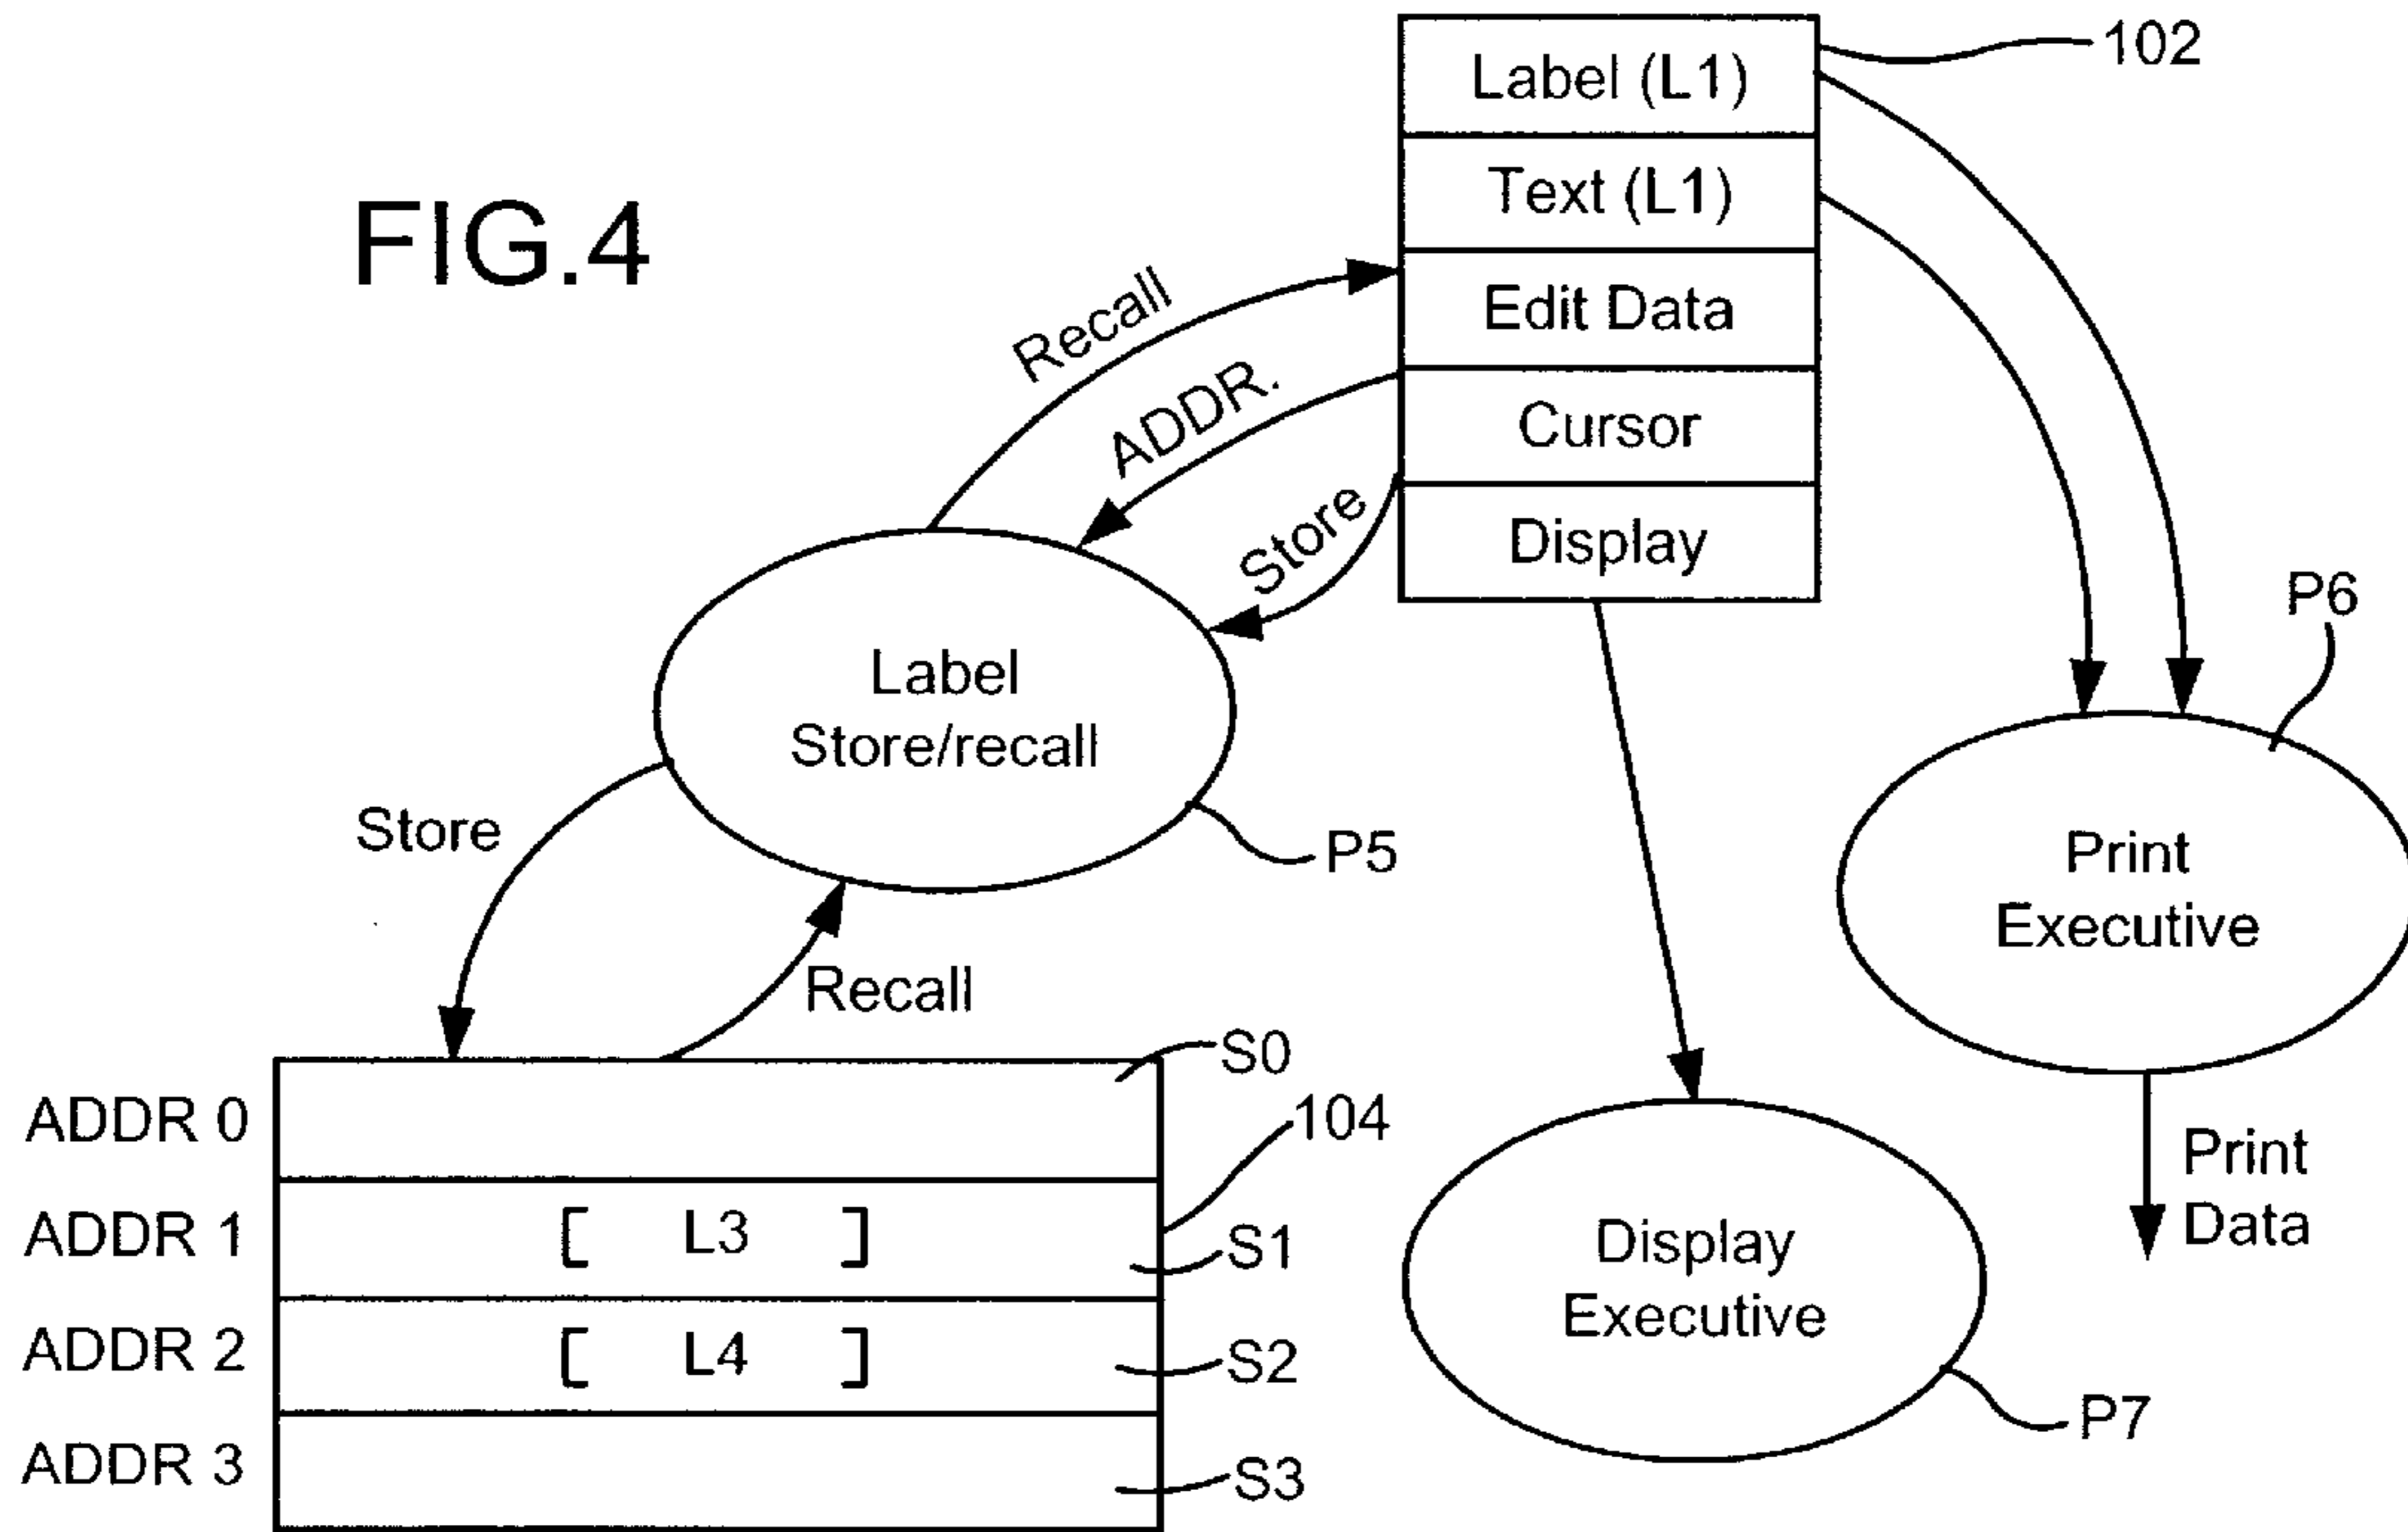 FIG.4
102
Label (L1)
Text (L1)
Edit Data
Cursor
Display
Recall
ADDR.
Store
Label
Store/recall
P5
P6
Print
Executive
Store
Recall
Print
Data
S0
104
ADDR 0
ADDR 1
[ L3 ]
S1
ADDR 2
[ L4 ]
S2
ADDR 3
S3
Display
Executive
P7